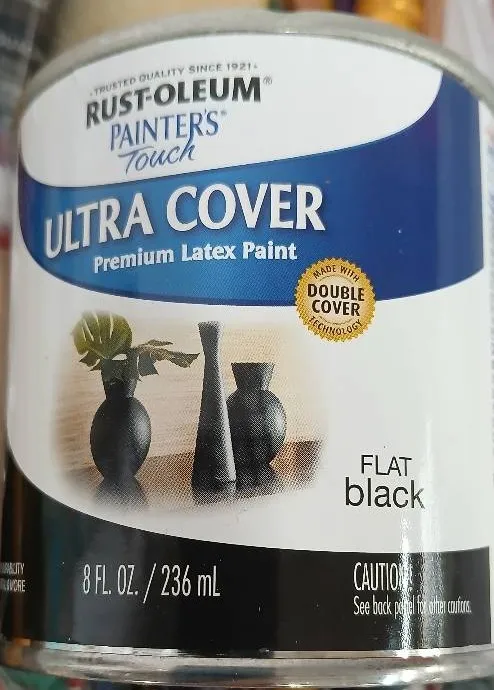 • TRUSTED QUALITY SINCE 1921 •
RUST-OLEUM®
PAINTER'S®
Touch
ULTRA COVER
Premium Latex Paint
MADE WITH
DOUBLE
COVER
TECHNOLOGY
FLAT
black
8 FL. OZ. / 236 mL
CAUTION:
See back panel for other cautions.